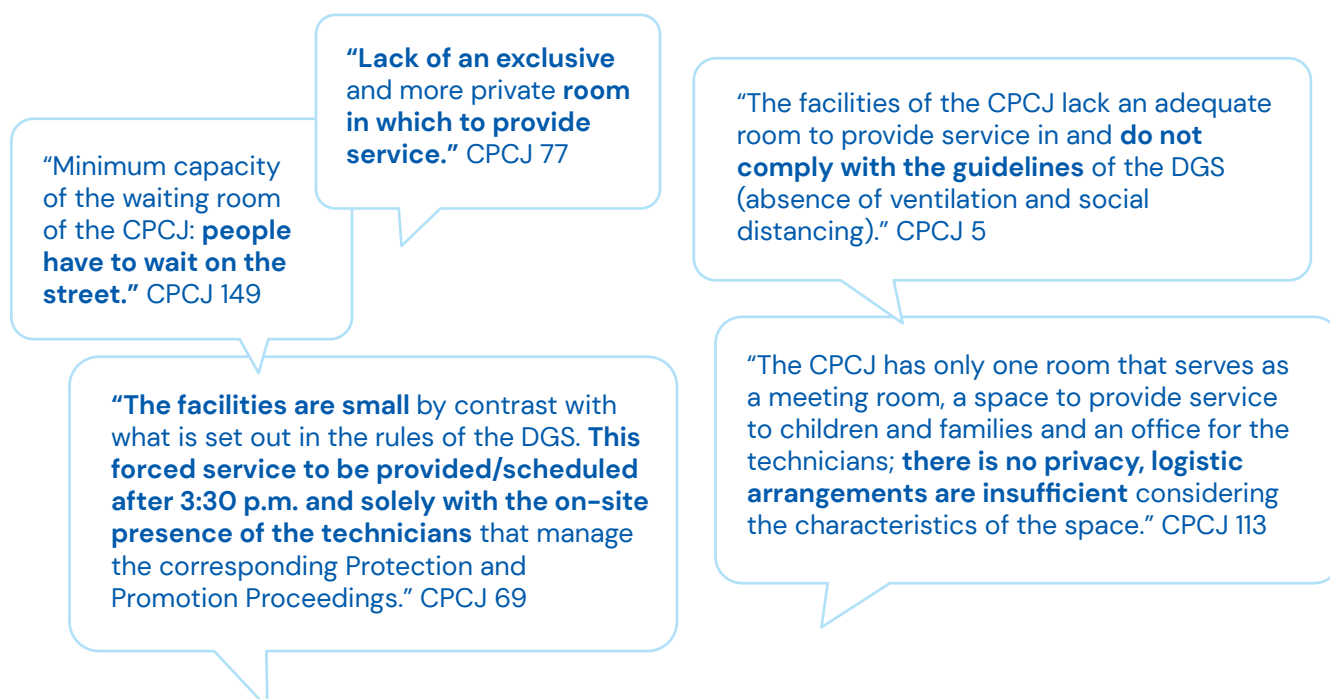 “Lack of an exclusive
and more private room
in which to provide
service.” CPCJ 77
“Minimum capacity
of the waiting room
of the CPCJ: people
have to wait on the
street.” CPCJ 149
“The facilities of the CPCJ lack an adequate
room to provide service in and do not
comply with the guidelines of the DGS
(absence of ventilation and social
distancing).” CPCJ 5
“The facilities are small by contrast with
what is set out in the rules of the DGS. This
forced service to be provided/scheduled
after 3:30 p.m. and solely with the on-site
presence of the technicians that manage
the corresponding Protection and
Promotion Proceedings.” CPCJ 69
“The CPCJ has only one room that serves as
a meeting room, a space to provide service
to children and families and an office for the
technicians; there is no privacy, logistic
arrangements are insufficient considering
the characteristics of the space.” CPCJ 113